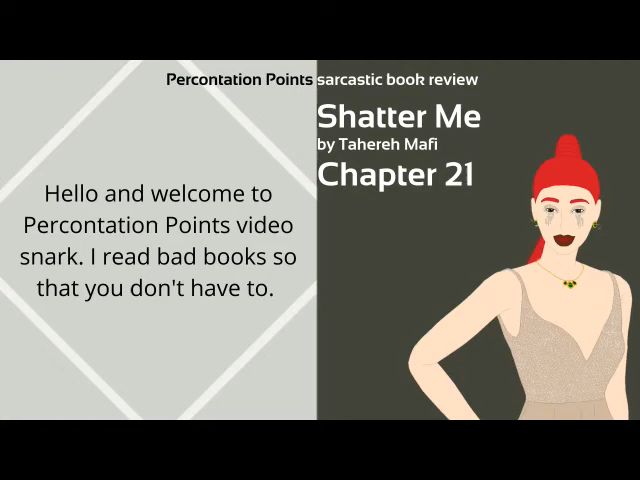 Percontation Points sarcastic book review
Shatter Me
by Tahereh Mafi
Chapter 21
Hello and welcome to
Percontation Points video
snark. I read bad books so
that you don't have to.